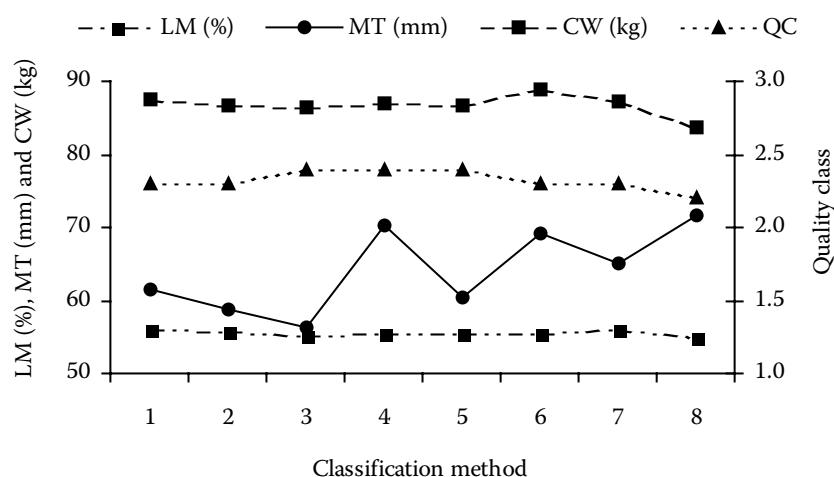 LM (%) MT (mm) CW (kg) QC
LM (%), MT (mm) and CW (kg)
90
80
70
60
50
3.0
2.5
2.0
1.5
1.0
Quality class
1 2 3 4 5 6 7 8
Classification method